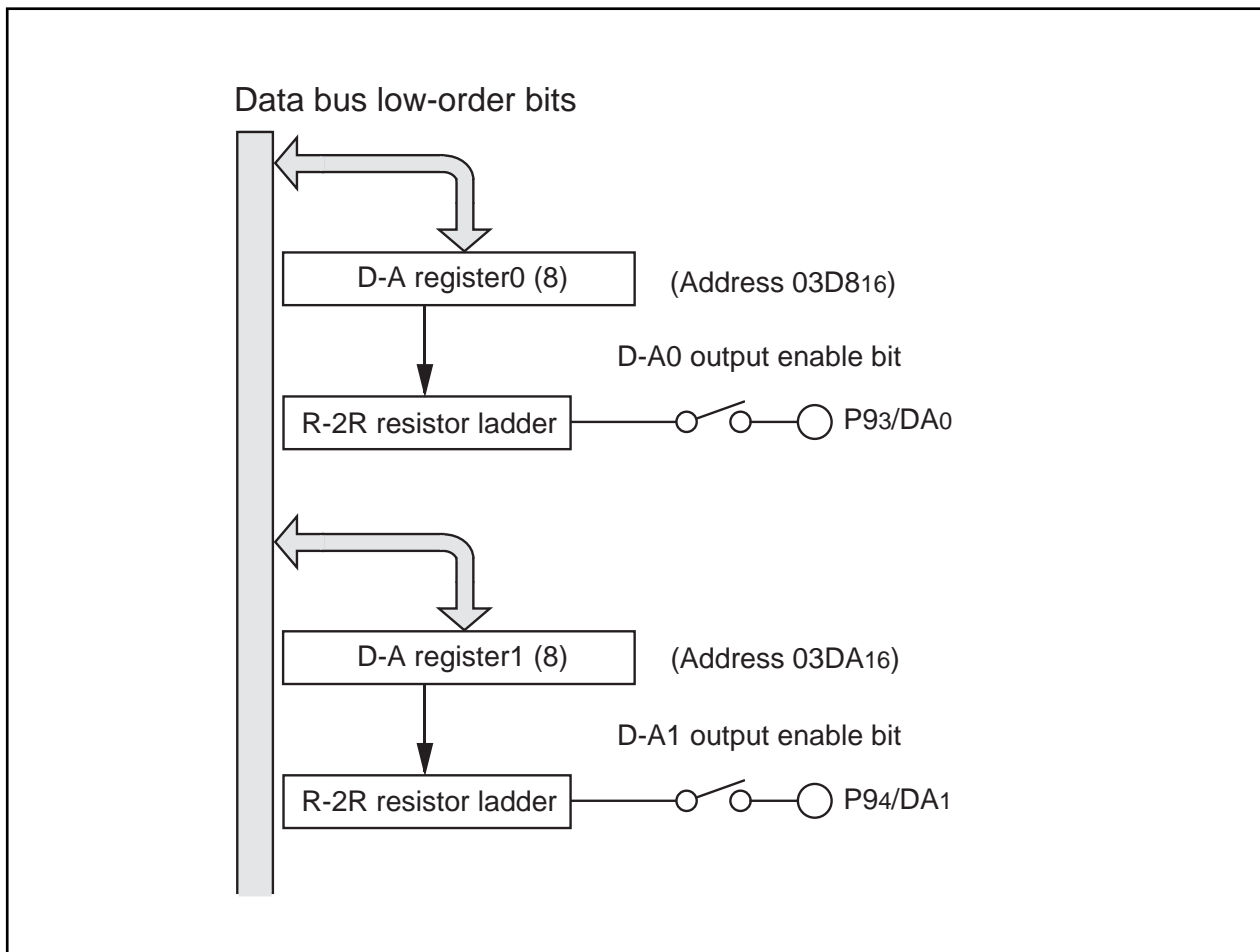 Data bus low-order bits
D-A register0 (8)
(Address 03D816)
D-A0 output enable bit
R-2R resistor ladder
P93/DA0
D-A register1 (8)
(Address 03DA16)
D-A1 output enable bit
R-2R resistor ladder
P94/DA1